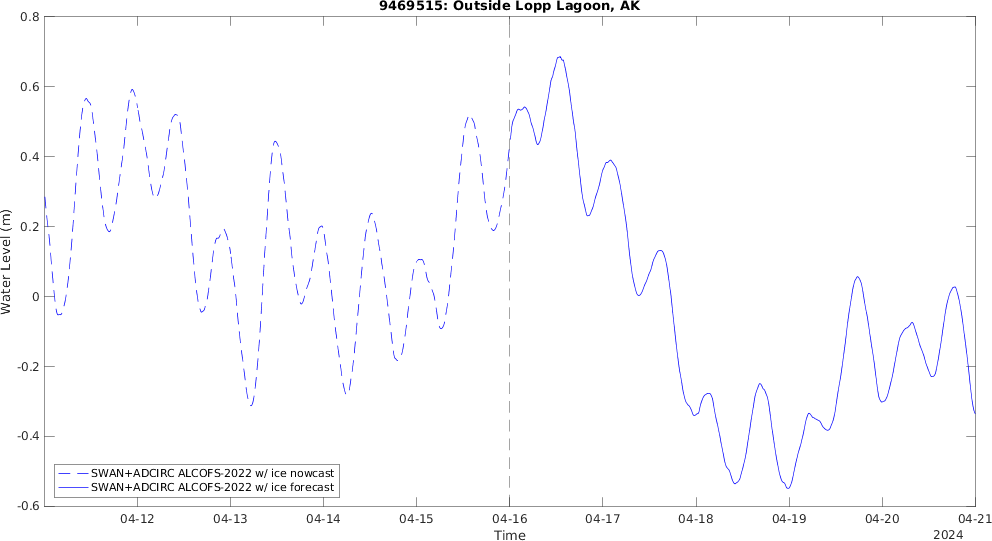 9469515: Outside Lopp Lagoon, AK
Water Level (m)
0.8
0.6
0.4
0.2
0
-0.2
-0.4
-0.6
SWAN+ADCIRC ALCOFS-2022 w/ ice nowcast
SWAN+ADCIRC ALCOFS-2022 w/ ice forecast
04-12 04-13 04-14 04-15 04-16 04-17 04-18 04-19 04-20 04-21
Time
2024